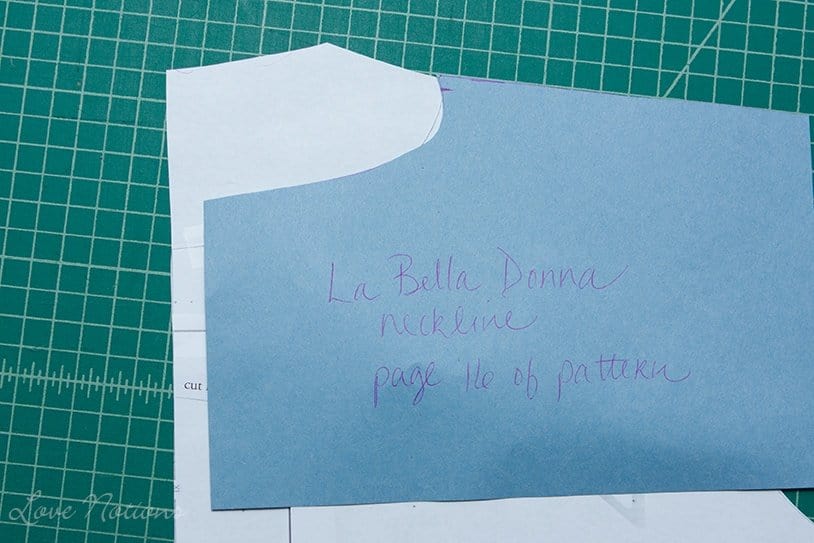 La Bella Donna
neckline
page 16 of pattern
cut
Love Notions